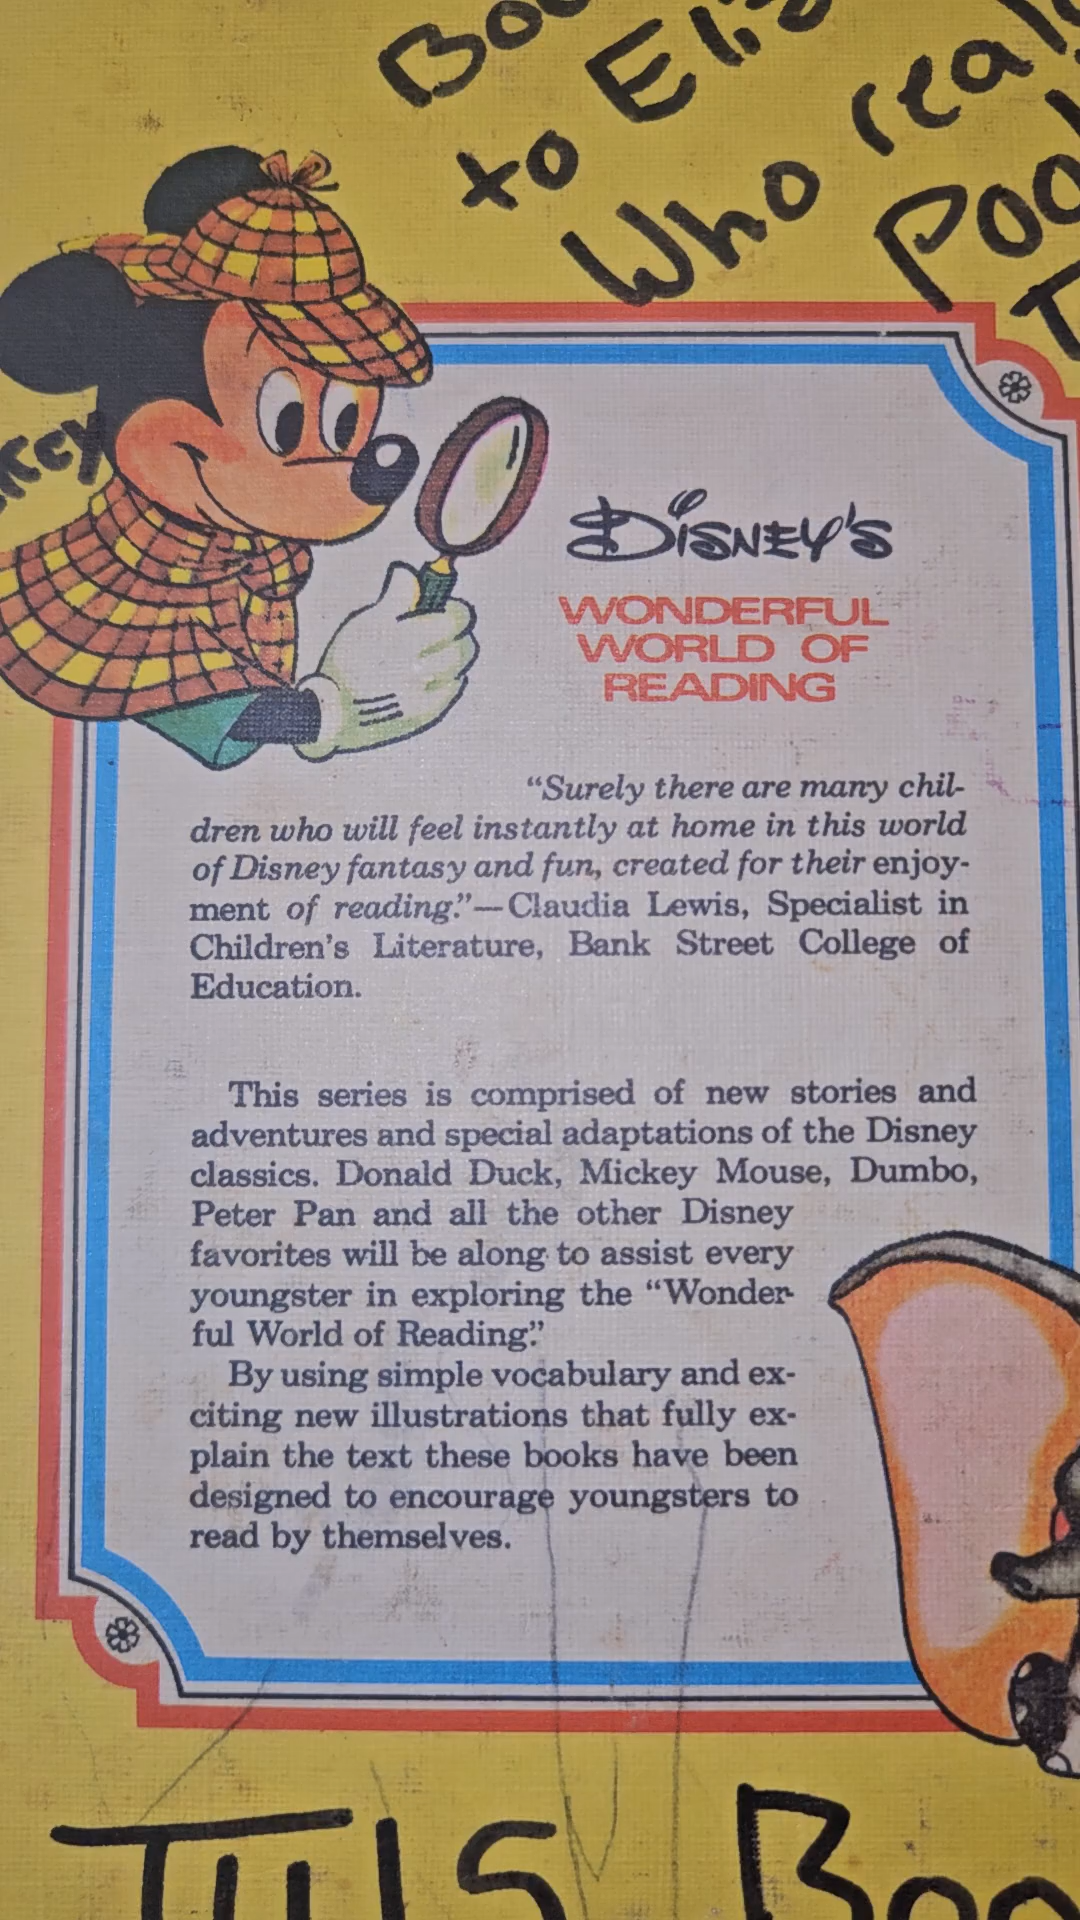 to
Who
DISNEY'S
WONDERFUL
WORLD OF
READING
“Surely there are many chil-
dren who will feel instantly at home in this world
of Disney fantasy and fun, created for their enjoy-
ment of reading.”—Claudia Lewis, Specialist in
Children's Literature, Bank Street College of
Education.
This series is comprised of new stories and
adventures and special adaptations of the Disney
classics. Donald Duck, Mickey Mouse, Dumbo,
Peter Pan and all the other Disney
favorites will be along to assist every
youngster in exploring the “Wonder-
ful World of Reading.”
By using simple vocabulary and ex-
citing new illustrations that fully ex-
plain the text these books have been
designed to encourage youngsters to
read by themselves.
THIS